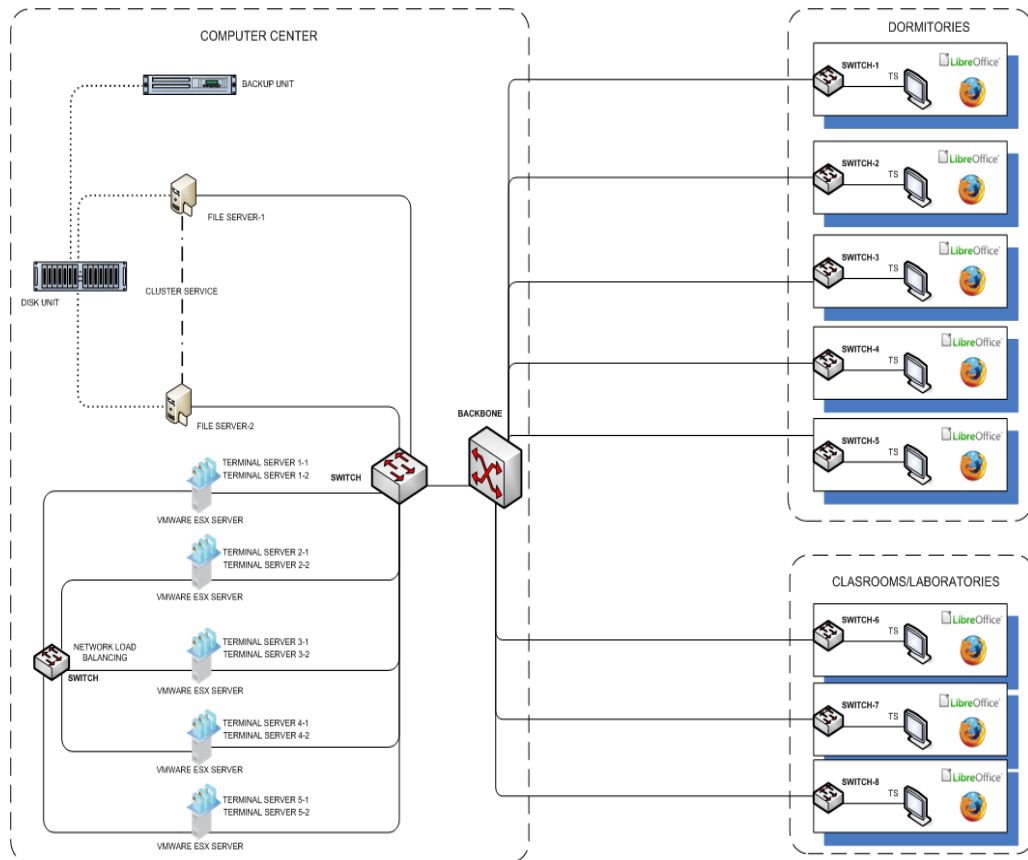 COMPUTER CENTER
BACKUP UNIT
FILE SERVER-1
DISK UNIT
CLUSTER SERVICE
FILE SERVER-2
SWITCH
BACKBONE
TERMINAL SERVER 1-1
TERMINAL SERVER 1-2
VMWARE ESX SERVER
TERMINAL SERVER 2-1
TERMINAL SERVER 2-2
VMWARE ESX SERVER
NETWORK LOAD
BALANCING
SWITCH
TERMINAL SERVER 3-1
TERMINAL SERVER 3-2
VMWARE ESX SERVER
TERMINAL SERVER 4-1
TERMINAL SERVER 4-2
VMWARE ESX SERVER
TERMINAL SERVER 5-1
TERMINAL SERVER 5-2
VMWARE ESX SERVER
DORMITORIES
SWITCH-1
TS
LibreOffice
SWITCH-2
TS
LibreOffice
SWITCH-3
TS
LibreOffice
SWITCH-4
TS
LibreOffice
SWITCH-5
TS
LibreOffice
CLASROOMS/LABORATORIES
SWITCH-6
TS
LibreOffice
SWITCH-7
TS
LibreOffice
SWITCH-8
TS
LibreOffice